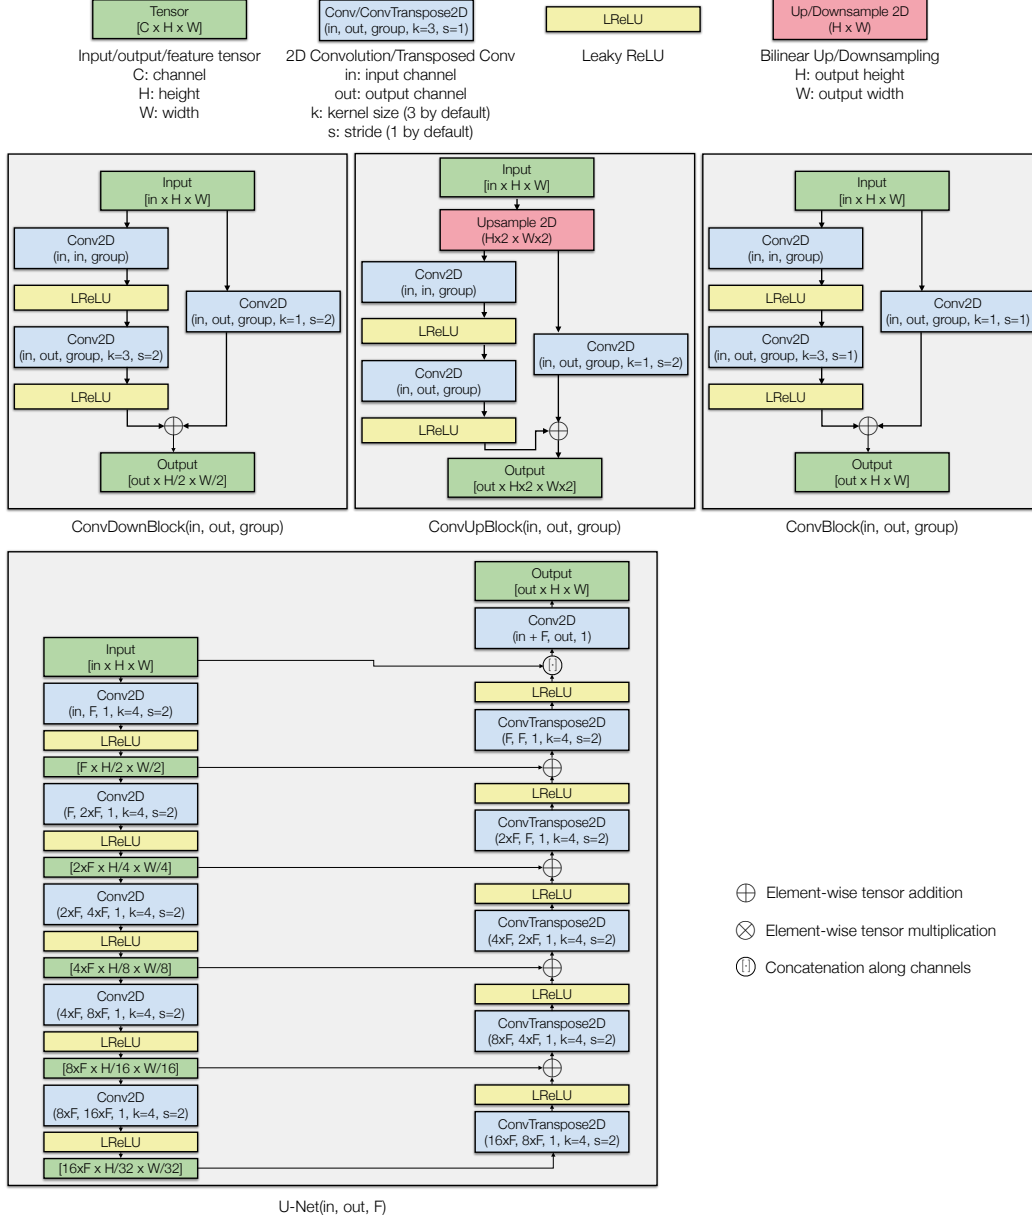 Tensor
[C x H x W]
Input/output/feature tensor
C: channel
H: height
W: width
Conv/ConvTranspose2D
(in, out, group, k=3, s=1)
2D Convolution/Transposed Conv
in: input channel
out: output channel
k: kernel size (3 by default)
s: stride (1 by default)
LReLU
Leaky ReLU
Up/Downsample 2D
(H x W)
Bilinear Up/Downsampling
H: output height
W: output width
Input
[in x H x W]
Conv2D
(in, in, group)
LReLU
Conv2D
(in, out, group, k=1, s=2)
Conv2D
(in, out, group, k=3, s=2)
LReLU
Output
[out x H/2 x W/2]
ConvDownBlock(in, out, group)
Input
[in x H x W]
Upsample 2D
(Hx2 x Wx2)
Conv2D
(in, in, group)
LReLU
Conv2D
(in, out, group, k=1, s=2)
Conv2D
(in, out, group)
LReLU
Output
[out x Hx2 x Wx2]
ConvUpBlock(in, out, group)
Input
[in x H x W]
Conv2D
(in, in, group)
LReLU
Conv2D
(in, out, group, k=1, s=1)
Conv2D
(in, out, group, k=3, s=1)
LReLU
Output
[out x H x W]
ConvBlock(in, out, group)
Input
[in x H x W]
Conv2D
(in, F, 1, k=4, s=2)
LReLU
[F x H/2 x W/2]
Conv2D
(F, 2xF, 1, k=4, s=2)
LReLU
[2xF x H/4 x W/4]
Conv2D
(2xF, 4xF, 1, k=4, s=2)
LReLU
[4xF x H/8 x W/8]
Conv2D
(4xF, 8xF, 1, k=4, s=2)
LReLU
[8xF x H/16 x W/16]
Conv2D
(8xF, 16xF, 1, k=4, s=2)
LReLU
[16xF x H/32 x W/32]
Output
[out x H x W]
Conv2D
(in + F, out, 1)
[·]
LReLU
ConvTranspose2D
(F, F, 1, k=4, s=2)
LReLU
ConvTranspose2D
(2xF, F, 1, k=4, s=2)
LReLU
ConvTranspose2D
(4xF, 2xF, 1, k=4, s=2)
LReLU
ConvTranspose2D
(8xF, 4xF, 1, k=4, s=2)
LReLU
ConvTranspose2D
(16xF, 8xF, 1, k=4, s=2)
U-Net(in, out, F)
Element-wise tensor addition
Element-wise tensor multiplication
[·] Concatenation along channels